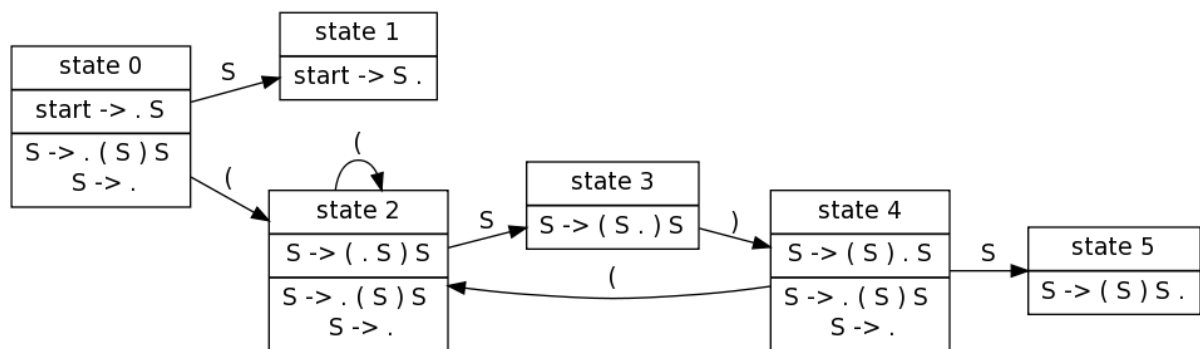 state 0
start -> . S
S -> . ( S ) S
S -> .
S
(
state 1
start -> S .
(
state 2
S -> ( . S ) S
S -> . ( S ) S
S -> .
S
state 3
S -> ( S . ) S
)
(
state 4
S -> ( S ) . S
S -> . ( S ) S
S -> .
S
state 5
S -> ( S ) S .